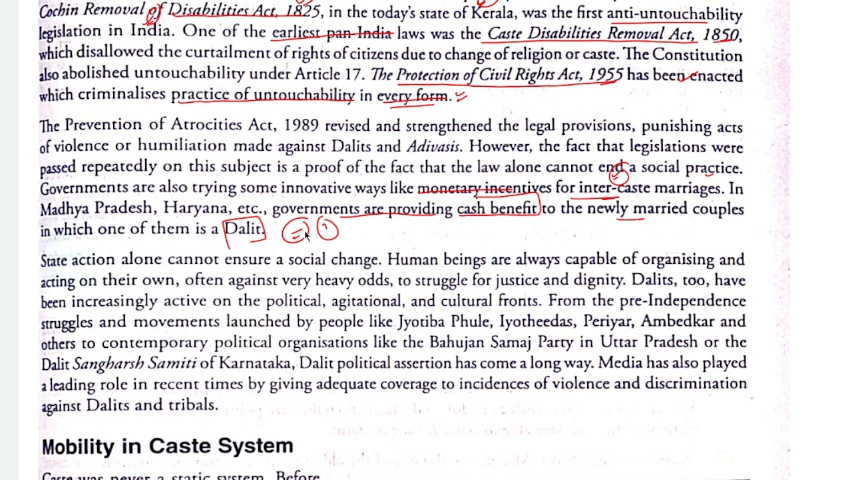 Cochin Removal of Disabilities Act, 1825, in the today's state of Kerala, was the first anti-untouchability
legislation in India. One of the earliest pan-India laws was the Caste Disabilities Removal Act, 1850,
which disallowed the curtailment of rights of citizens due to change of religion or caste. The Constitution
also abolished untouchability under Article 17. The Protection of Civil Rights Act, 1955 has been enacted
which criminalises practice of untouchability in every form.
The Prevention of Atrocities Act, 1989 revised and strengthened the legal provisions, punishing acts
of violence or humiliation made against Dalits and Adivasis. However, the fact that legislations were
passed repeatedly on this subject is a proof of the fact that the law alone cannot end a social practice.
Governments are also trying some innovative ways like monetary incentives for inter-caste marriages. In
Madhya Pradesh, Haryana, etc., governments are providing cash benefit to the newly married couples
in which one of them is a Dalit.
State action alone cannot ensure a social change. Human beings are always capable of organising and
acting on their own, often against very heavy odds, to struggle for justice and dignity. Dalits, too, have
been increasingly active on the political, agitational, and cultural fronts. From the pre-Independence
struggles and movements launched by people like Jyotiba Phule, Iyotheedas, Periyar, Ambedkar and
others to contemporary political organisations like the Bahujan Samaj Party in Uttar Pradesh or the
Dalit Sangharsh Samiti of Karnataka, Dalit political assertion has come a long way. Media has also played
a leading role in recent times by giving adequate coverage to incidences of violence and discrimination
against Dalits and tribals.
Mobility in Caste System
Caste was never a static system. Before